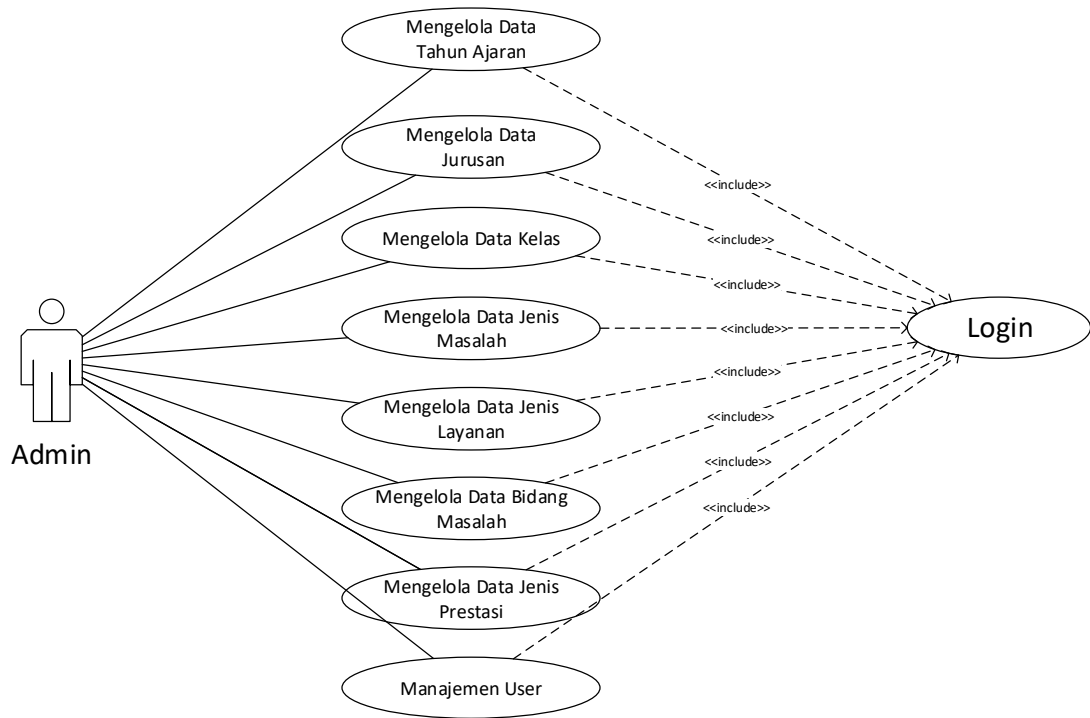 Mengelola Data
Tahun Ajaran
Mengelola Data
Jurusan
<<include>>
Mengelola Data Kelas
<<include>>
<<include>>
Mengelola Data Jenis
Masalah
<<include>>
Login
Mengelola Data Jenis
Layanan
<<include>>
Admin
<<include>>
Mengelola Data Bidang
Masalah
<<include>>
<<include>>
Mengelola Data Jenis
Prestasi
Manajemen User